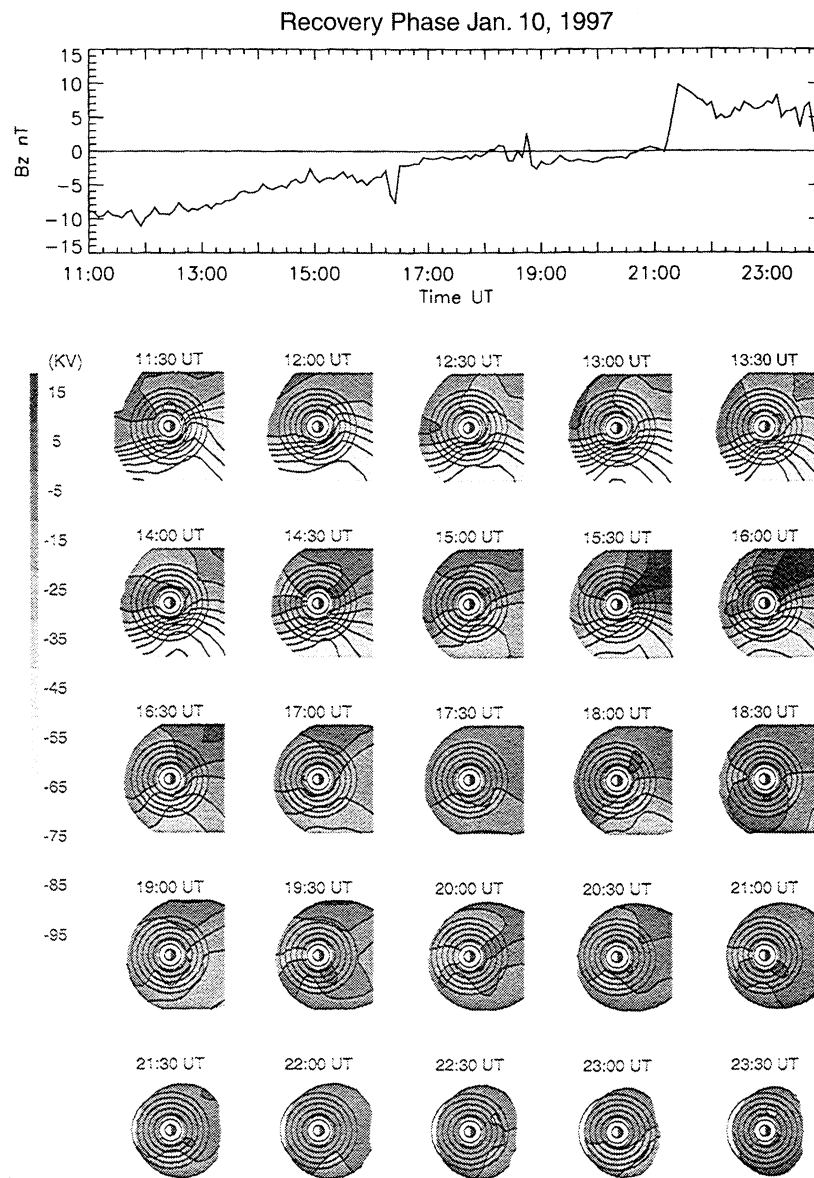 Recovery Phase Jan. 10, 1997
15
10
5
0
-5
-10
-15
Bz nT
11:00 13:00 15:00 17:00 19:00 21:00 23:00
Time UT
(KV) 11:30 UT 12:00 UT 12:30 UT 13:00 UT 13:30 UT
15
5
-5
-15
14:00 UT 14:30 UT 15:00 UT 15:30 UT 16:00 UT
-25
-35
-45
16:30 UT 17:00 UT 17:30 UT 18:00 UT 18:30 UT
-55
-65
-75
-85
19:00 UT 19:30 UT 20:00 UT 20:30 UT 21:00 UT
-95
21:30 UT 22:00 UT 22:30 UT 23:00 UT 23:30 UT